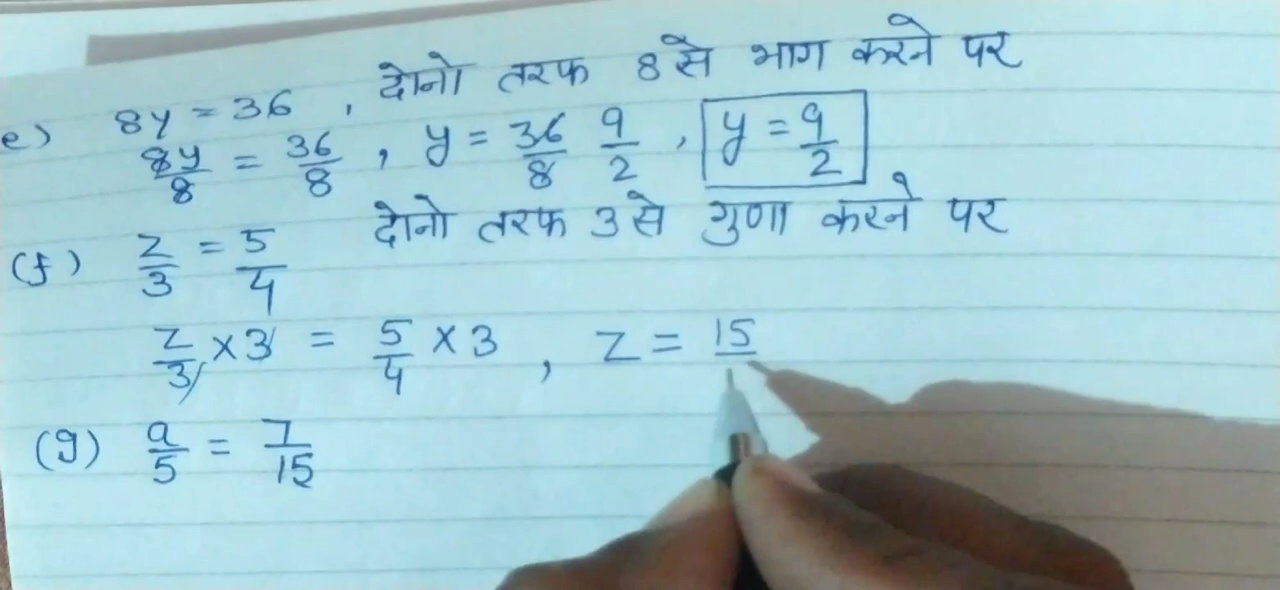 e) 8y = 36 , दोनो तरफ 8 से भाग करने पर
8y/8 = 36/8 , y = 36/8 9/2 , y = 9/2
(f) z/3 = 5/4 दोनो तरफ 3 से गुणा करने पर
z/3 × 3 = 5/4 × 3 , z = 15
(g) a/5 = 7/15